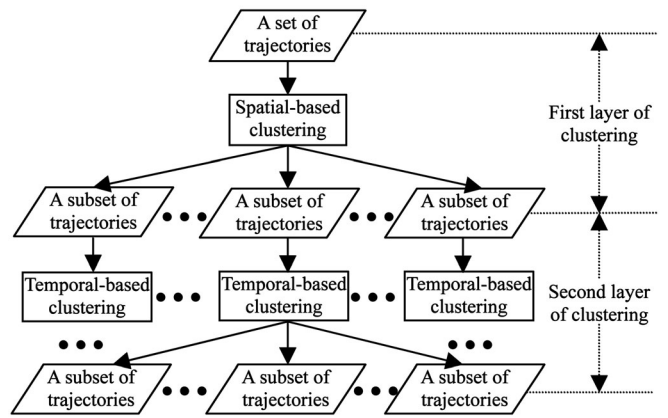 A set of
trajectories
Spatial-based
clustering
First layer of
clustering
A subset of
trajectories
A subset of
trajectories
A subset of
trajectories
Temporal-based
clustering
Temporal-based
clustering
Temporal-based
clustering
Second layer
of clustering
A subset of
trajectories
A subset of
trajectories
A subset of
trajectories